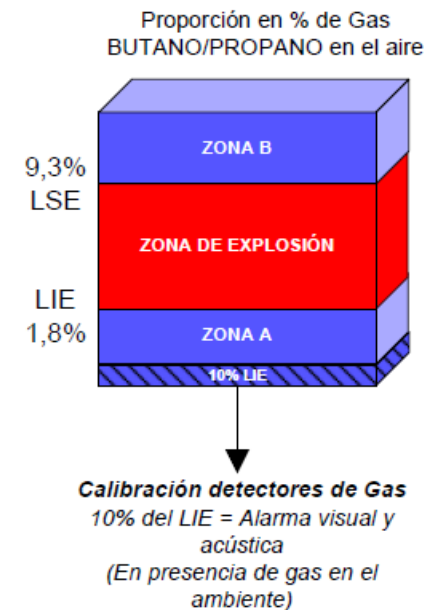 Proporción en % de Gas
BUTANO/PROPANO en el aire
ZONA B
9,3%
LSE
ZONA DE EXPLOSIÓN
LIE
1,8%
ZONA A
10% LIE
Calibración detectores de Gas
10% del LIE = Alarma visual y
acústica
(En presencia de gas en el
ambiente)